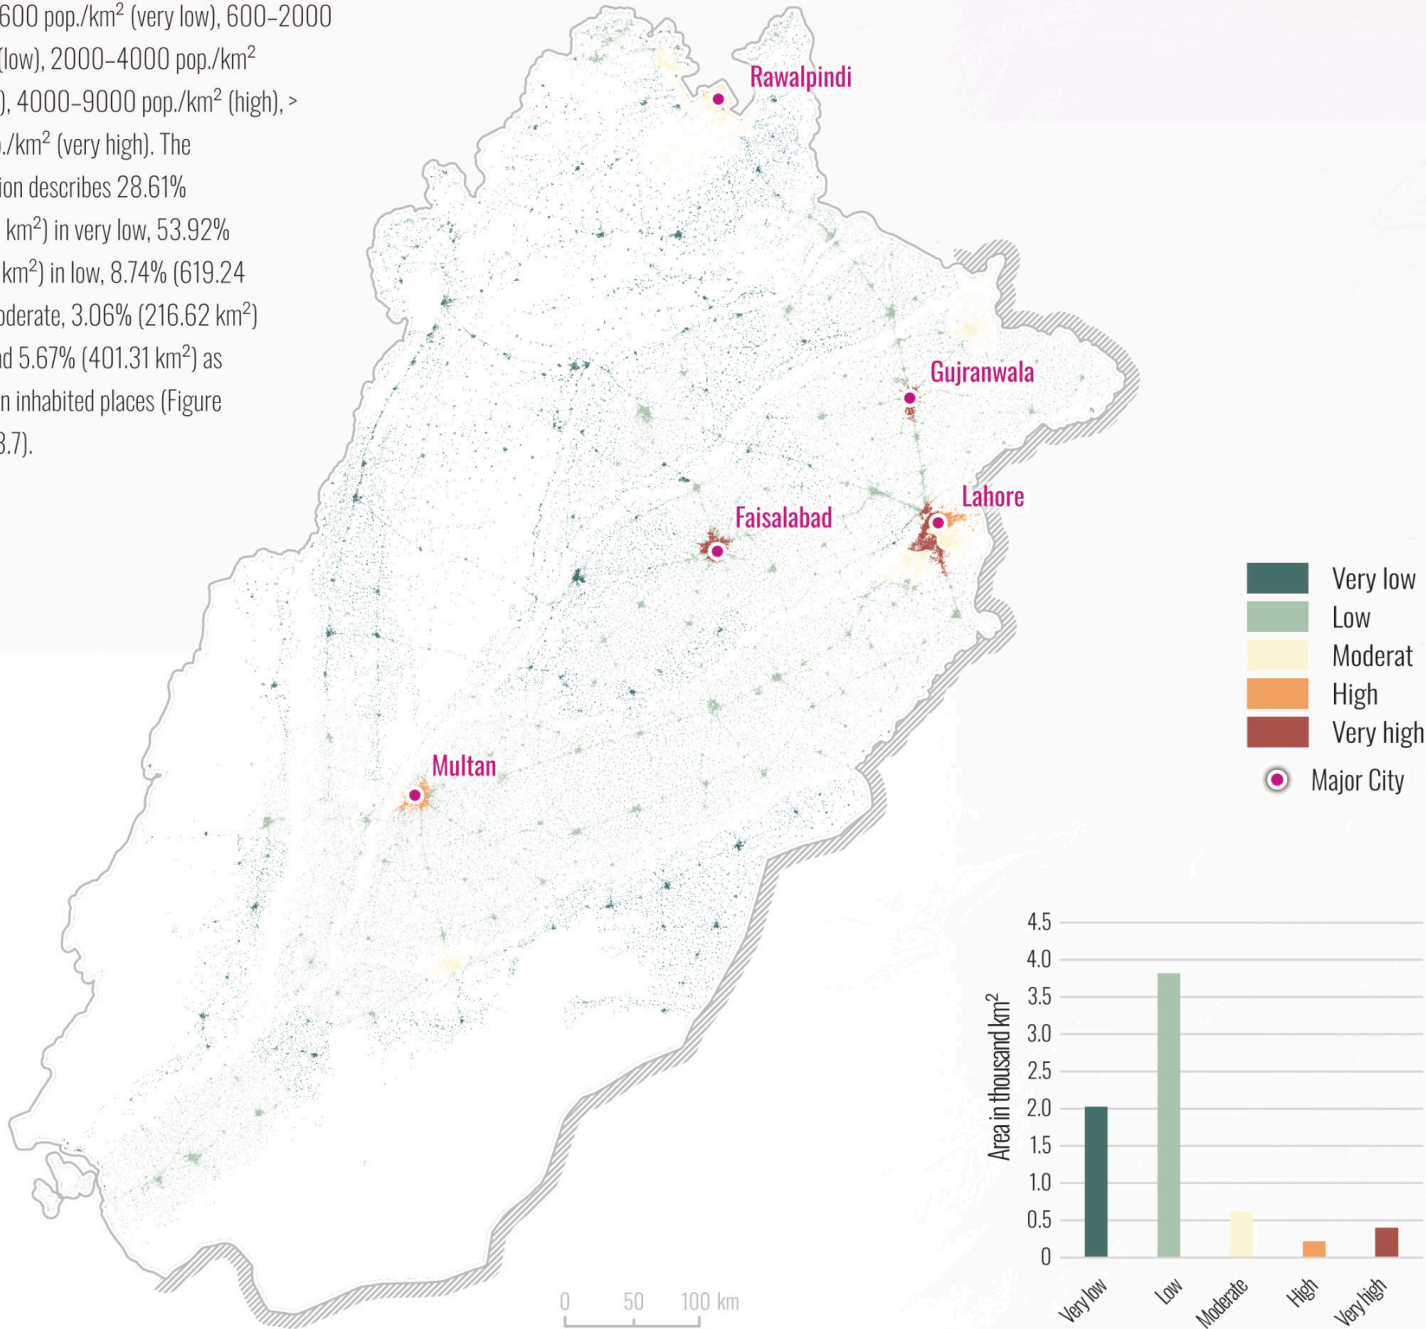 600 pop./km² (very low), 600–2000
(low), 2000–4000 pop./km²
), 4000–9000 pop./km² (high), >
./km² (very high). The
ion describes 28.61%
km²) in very low, 53.92%
km²) in low, 8.74% (619.24
oderate, 3.06% (216.62 km²)
nd 5.67% (401.31 km²) as
n inhabited places (Figure
3.7).
Rawalpindi
Gujranwala
Lahore
Faisalabad
Multan
Very low
Low
Moderat
High
Very high
Major City
Area in thousand km²
4.5
4.0
3.5
3.0
2.5
2.0
1.5
1.0
0.5
0
Very low
Low
Moderate
High
Very high
0 50 100 km